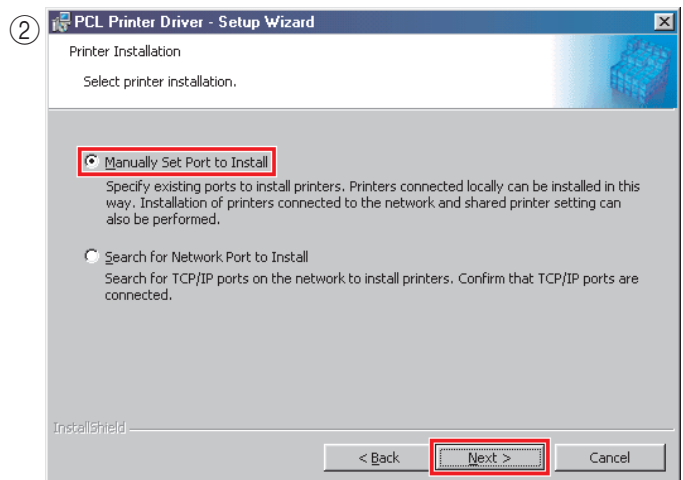 ②
PCL Printer Driver - Setup Wizard
Printer Installation
Select printer installation.
Manually Set Port to Install
Specify existing ports to install printers. Printers connected locally can be installed in this
way. Installation of printers connected to the network and shared printer setting can
also be performed.
Search for Network Port to Install
Search for TCP/IP ports on the network to install printers. Confirm that TCP/IP ports are
connected.
InstallShield
< Back Next > Cancel